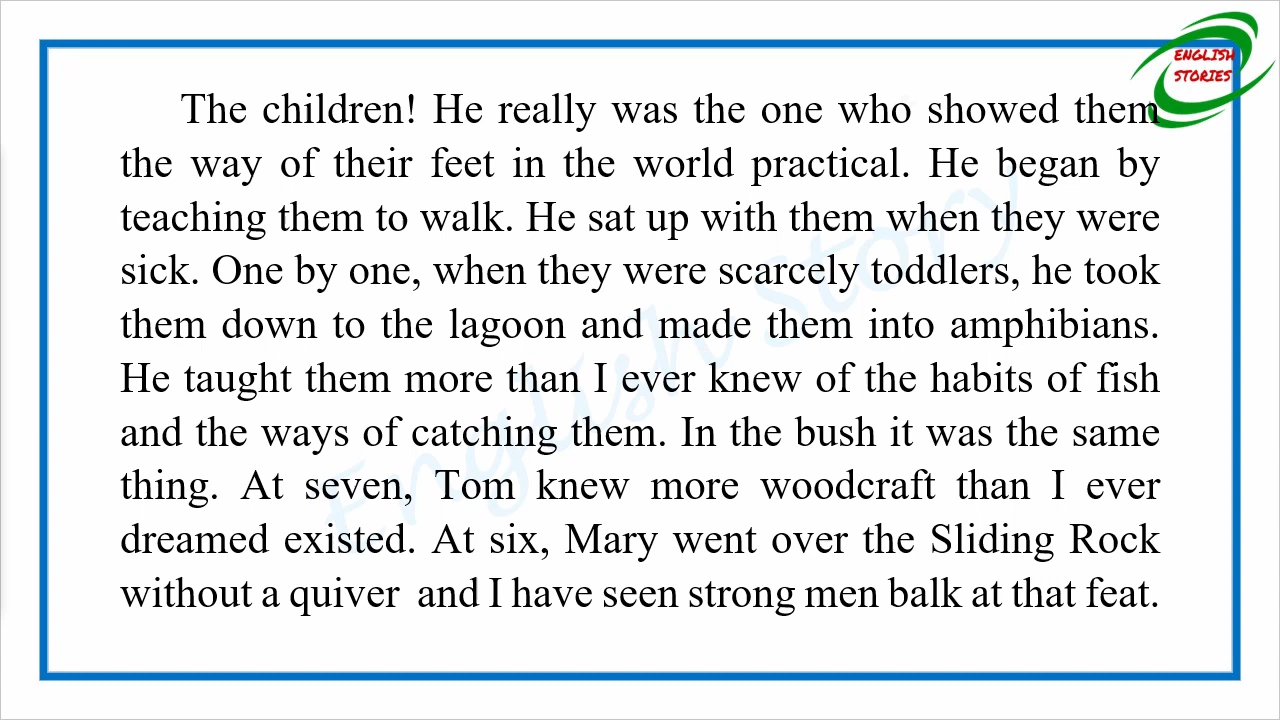 ENGLISH
STORIES
The children! He really was the one who showed them
the way of their feet in the world practical. He began by
teaching them to walk. He sat up with them when they were
sick. One by one, when they were scarcely toddlers, he took
them down to the lagoon and made them into amphibians.
He taught them more than I ever knew of the habits of fish
and the ways of catching them. In the bush it was the same
thing. At seven, Tom knew more woodcraft than I ever
dreamed existed. At six, Mary went over the Sliding Rock
without a quiver  and I have seen strong men balk at that feat.
English Story